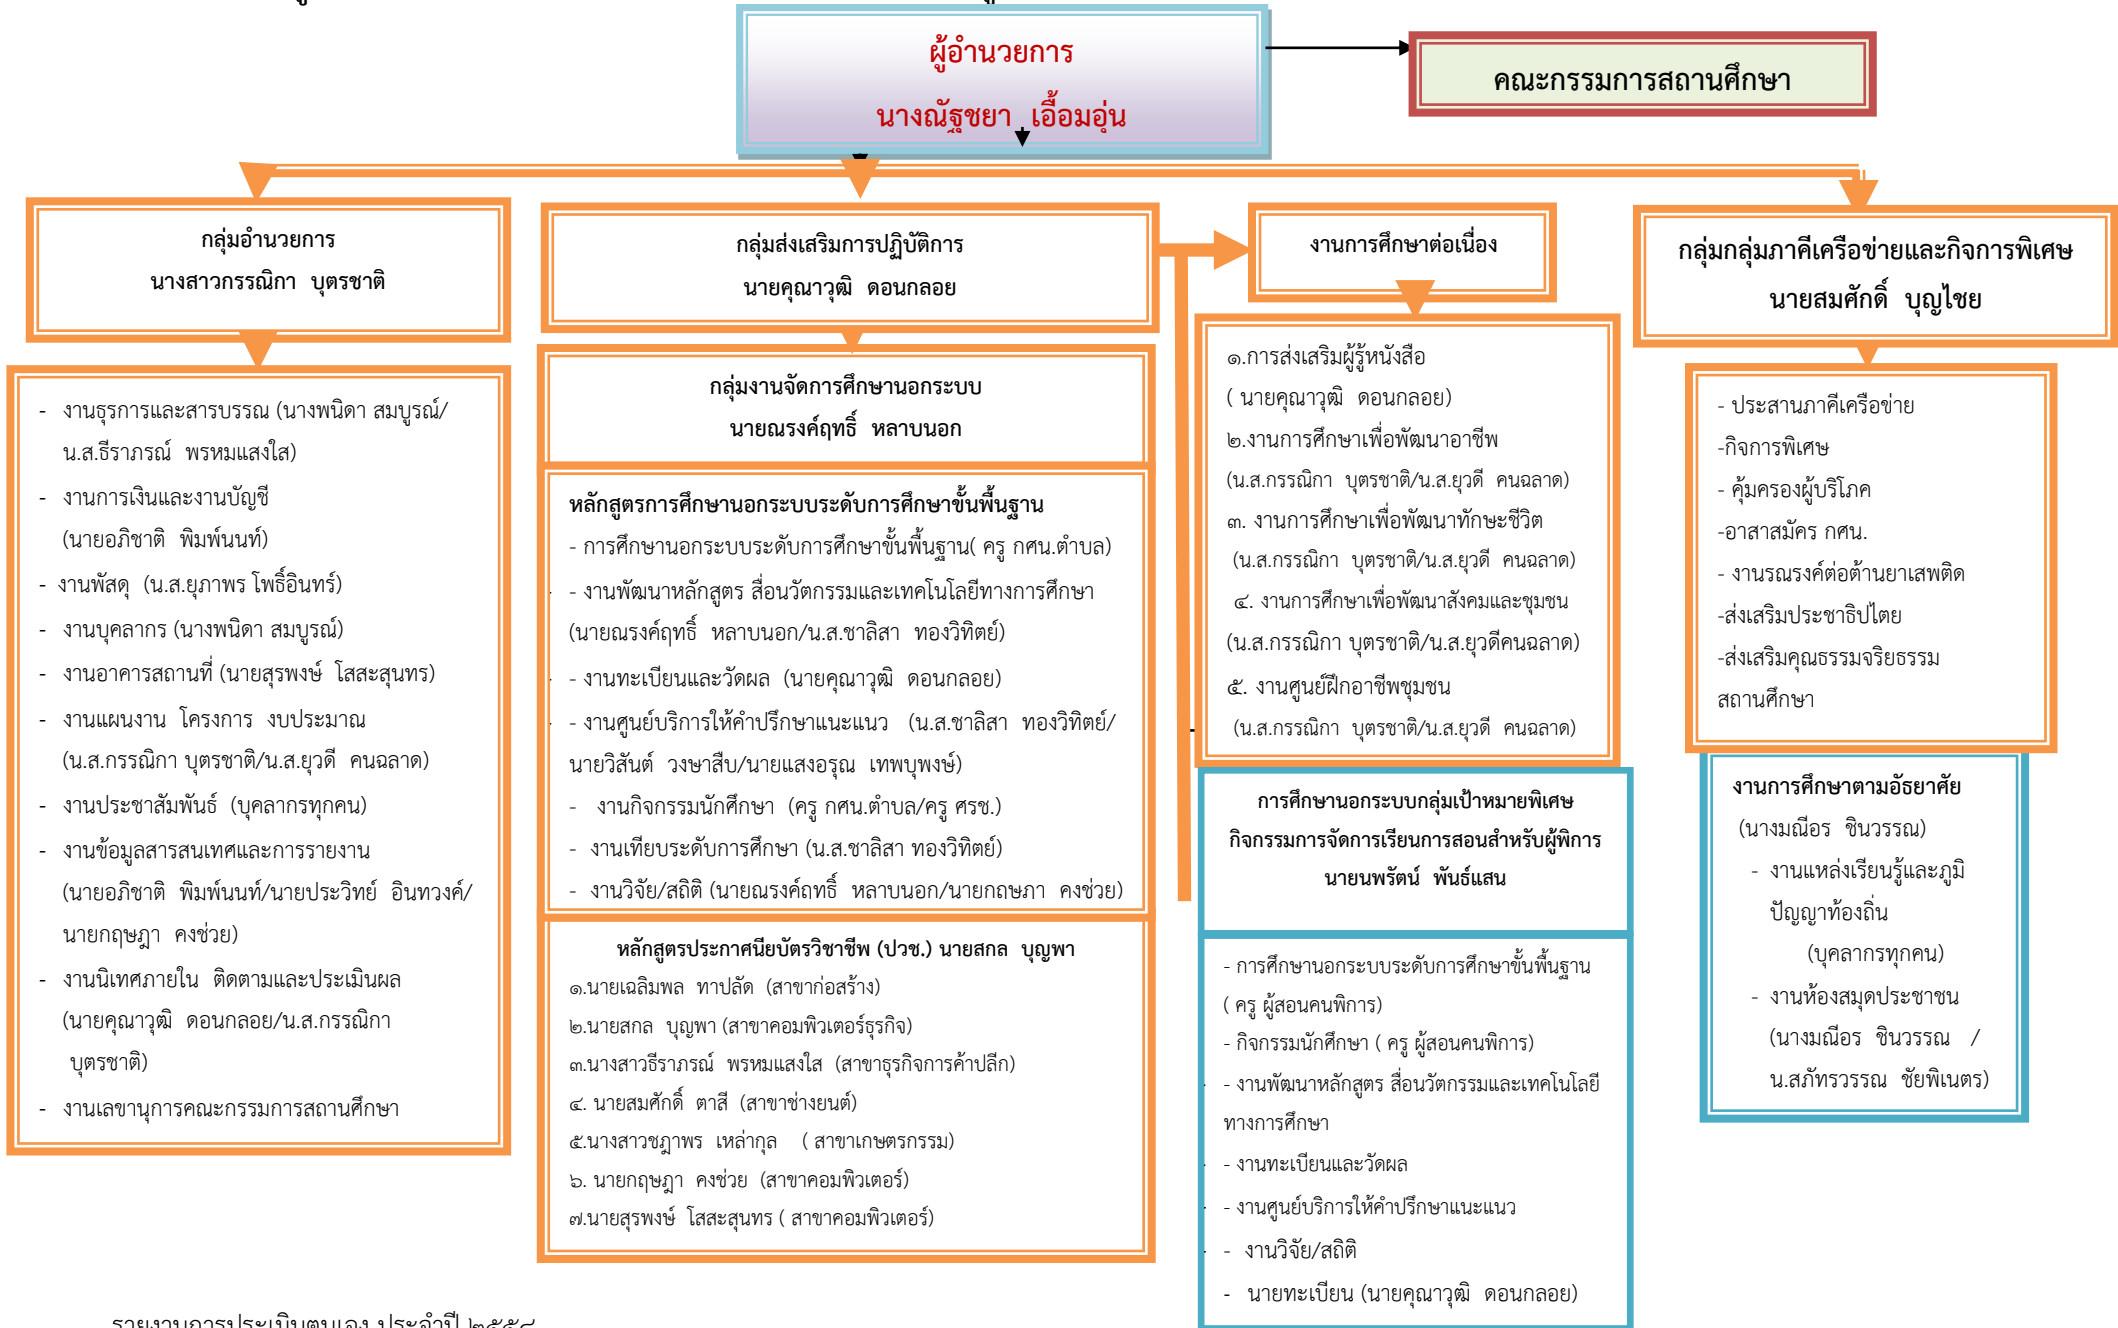 ผู้อำนวยการ
นางณัฐชยา เอื้อมอุ่น
คณะกรรมการสถานศึกษา
กลุ่มอำนวยการ
นางสาวกรรณิกา บุตรชาติ
- งานธุรการและสารบรรณ (นางพนิดา สมบูรณ์/
น.ส.ธีราภรณ์ พรหมแสงใส)
- งานการเงินและงานบัญชี
(นายอภิชาติ พิมพ์นนท์)
- งานพัสดุ (น.ส.ยุภาพร โพธิ์อินทร์)
- งานบุคลากร (นางพนิดา สมบูรณ์)
- งานอาคารสถานที่ (นายสุรพงษ์ โสสะสุนทร)
- งานแผนงาน โครงการ งบประมาณ
(น.ส.กรรณิกา บุตรชาติ/น.ส.ยุวดี คนฉลาด)
- งานประชาสัมพันธ์ (บุคลากรทุกคน)
- งานข้อมูลสารสนเทศและการรายงาน
(นายอภิชาติ พิมพ์นนท์/นายประวิทย์ อินทวงค์/
นายกฤษฎา คงช่วย)
- งานนิเทศภายใน ติดตามและประเมินผล
(นายคุณาวุฒิ ดอนกลอย/น.ส.กรรณิกา
บุตรชาติ)
- งานเลขานุการคณะกรรมการสถานศึกษา
กลุ่มส่งเสริมการปฏิบัติการ
นายคุณาวุฒิ ดอนกลอย
กลุ่มงานจัดการศึกษานอกระบบ
นายณรงค์ฤทธิ์ หลาบนอก
หลักสูตรการศึกษานอกระบบระดับการศึกษาขั้นพื้นฐาน
- การศึกษานอกระบบระดับการศึกษาขั้นพื้นฐาน( ครู กศน.ตำบล)
- - งานพัฒนาหลักสูตร สื่อนวัตกรรมและเทคโนโลยีทางการศึกษา
(นายณรงค์ฤทธิ์ หลาบนอก/น.ส.ชาลิสา ทองวิทิตย์)
- - งานทะเบียนและวัดผล (นายคุณาวุฒิ ดอนกลอย)
- - งานศูนย์บริการให้คำปรึกษาแนะแนว (น.ส.ชาลิสา ทองวิทิตย์/
นายวิสันต์ วงษาสืบ/นายแสงอรุณ เทพบุพงษ์)
- งานกิจกรรมนักศึกษา (ครู กศน.ตำบล/ครู ศรช.)
- งานเทียบระดับการศึกษา (น.ส.ชาลิสา ทองวิทิตย์)
- งานวิจัย/สถิติ (นายณรงค์ฤทธิ์ หลาบนอก/นายกฤษภา คงช่วย)
หลักสูตรประกาศนียบัตรวิชาชีพ (ปวช.) นายสกล บุญพา
๑.นายเฉลิมพล ทาปลัด (สาขาก่อสร้าง)
๒.นายสกล บุญพา (สาขาคอมพิวเตอร์ธุรกิจ)
๓.นางสาวธีราภรณ์ พรหมแสงใส (สาขาธุรกิจการค้าปลีก)
๔. นายสมศักดิ์ ตาสี (สาขาช่างยนต์)
๕.นางสาวชฎาพร เหล่ากุล ( สาขาเกษตรกรรม)
๖. นายกฤษฎา คงช่วย (สาขาคอมพิวเตอร์)
๗.นายสุรพงษ์ โสสะสุนทร ( สาขาคอมพิวเตอร์)
งานการศึกษาต่อเนื่อง
๑.การส่งเสริมผู้รู้หนังสือ
( นายคุณาวุฒิ ดอนกลอย)
๒.งานการศึกษาเพื่อพัฒนาอาชีพ
(น.ส.กรรณิกา บุตรชาติ/น.ส.ยุวดี คนฉลาด)
๓. งานการศึกษาเพื่อพัฒนาทักษะชีวิต
(น.ส.กรรณิกา บุตรชาติ/น.ส.ยุวดี คนฉลาด)
๔. งานการศึกษาเพื่อพัฒนาสังคมและชุมชน
(น.ส.กรรณิกา บุตรชาติ/น.ส.ยุวดีคนฉลาด)
๕. งานศูนย์ฝึกอาชีพชุมชน
(น.ส.กรรณิกา บุตรชาติ/น.ส.ยุวดี คนฉลาด)
การศึกษานอกระบบกลุ่มเป้าหมายพิเศษ
กิจกรรมการจัดการเรียนการสอนสำหรับผู้พิการ
นายนพรัตน์ พันธ์แสน
- การศึกษานอกระบบระดับการศึกษาขั้นพื้นฐาน
( ครู ผู้สอนคนพิการ)
- กิจกรรมนักศึกษา ( ครู ผู้สอนคนพิการ)
- - งานพัฒนาหลักสูตร สื่อนวัตกรรมและเทคโนโลยี
ทางการศึกษา
- - งานทะเบียนและวัดผล
- - งานศูนย์บริการให้คำปรึกษาแนะแนว
- - งานวิจัย/สถิติ
- นายทะเบียน (นายคุณาวุฒิ ดอนกลอย)
กลุ่มกลุ่มภาคีเครือข่ายและกิจการพิเศษ
นายสมศักดิ์ บุญไชย
- ประสานภาคีเครือข่าย
-กิจการพิเศษ
- คุ้มครองผู้บริโภค
-อาสาสมัคร กศน.
- งานรณรงค์ต่อต้านยาเสพติด
-ส่งเสริมประชาธิปไตย
-ส่งเสริมคุณธรรมจริยธรรม
สถานศึกษา
งานการศึกษาตามอัธยาศัย
(นางมณีอร ชินวรรณ)
- งานแหล่งเรียนรู้และภูมิ
ปัญญาท้องถิ่น
(บุคลากรทุกคน)
- งานห้องสมุดประชาชน
(นางมณีอร ชินวรรณ /
น.สภัทรวรรณ ชัยพิเนตร)
รายงานการประเมินตนเอง ประจำปี ๒๕๕๘